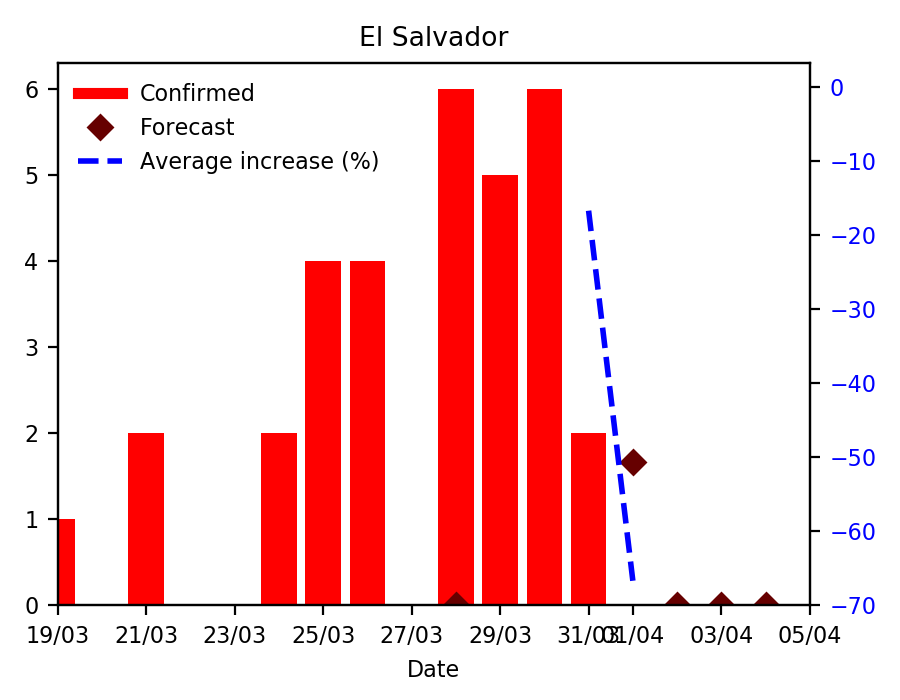 El Salvador
Confirmed
Forecast
Average increase (%)
6
5
4
3
2
1
0
0
−10
−20
−30
−40
−50
−60
−70
19/03 21/03 23/03 25/03 27/03 29/03 31/03 01/04 03/04 05/04
Date